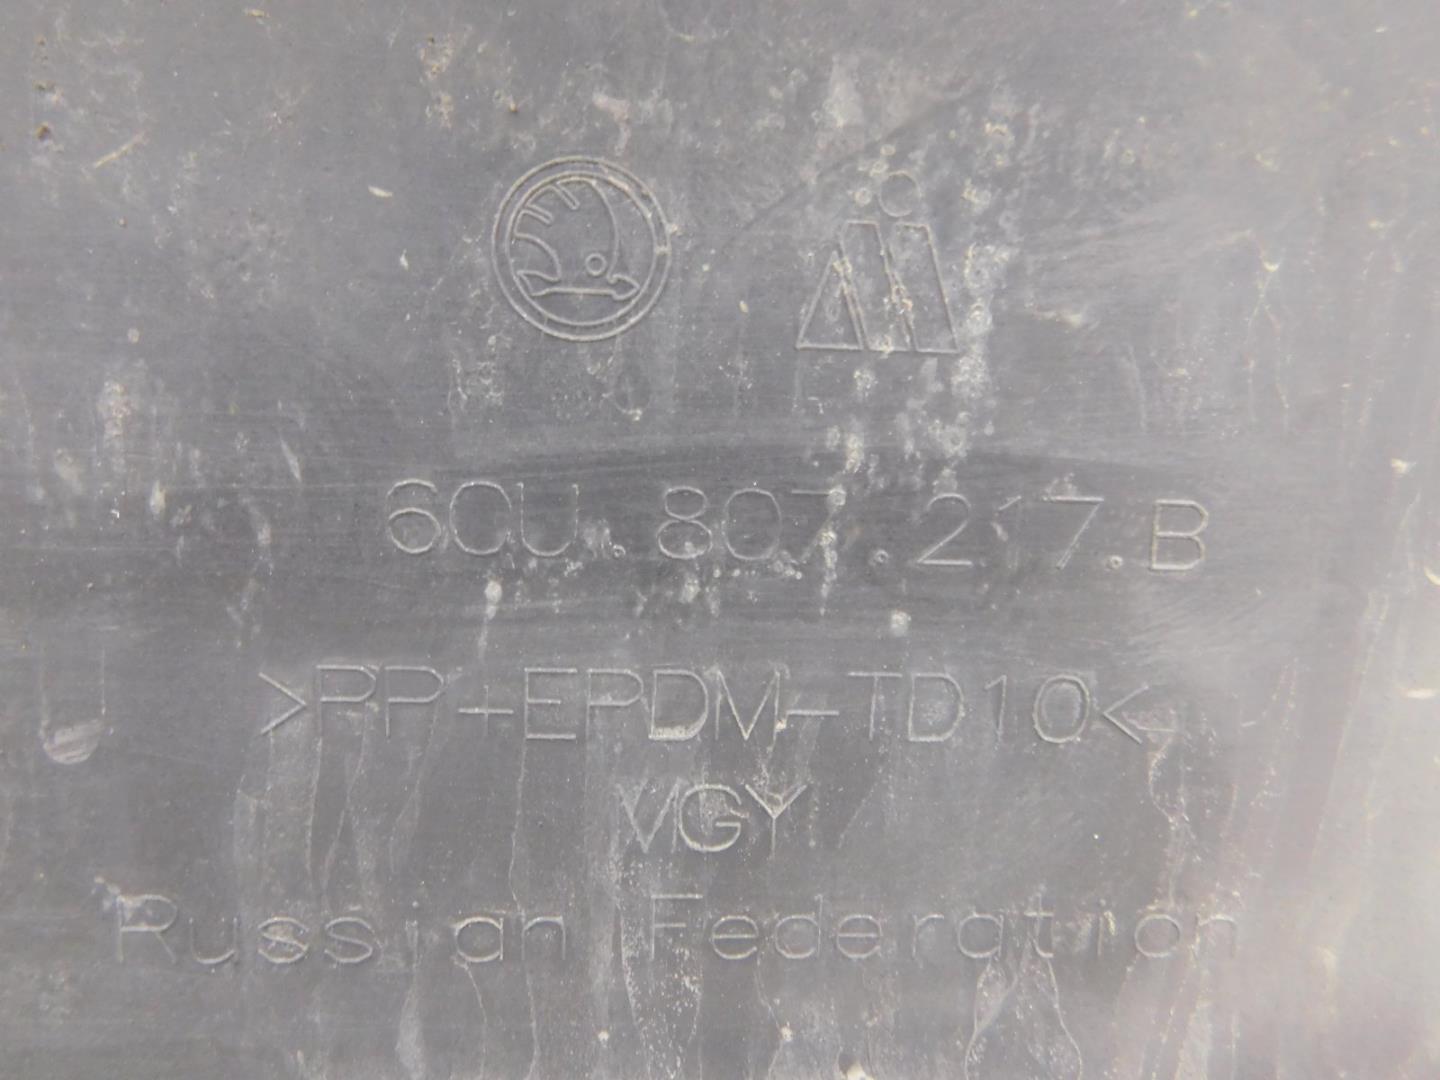 6CU.807.217.B
>PP+EPDM-TD10<
VGY
Russian Federation